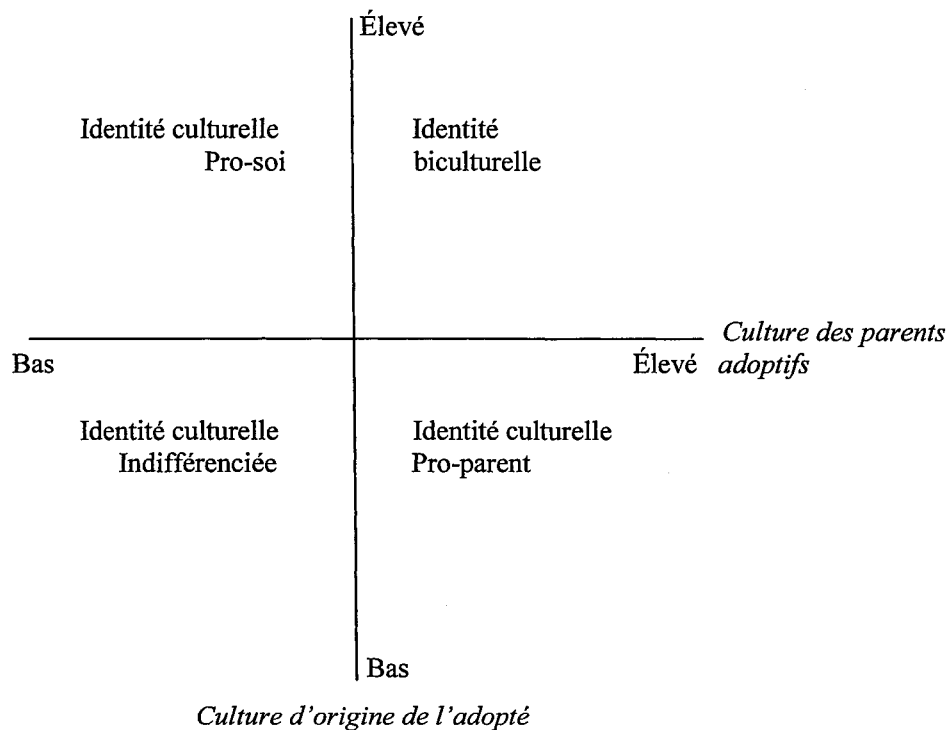 Élevé
Identité culturelle
Pro-soi
Identité
biculturelle
Culture des parents
Bas
Élevé
adoptifs
Identité culturelle
Indifférenciée
Identité culturelle
Pro-parent
Bas
Culture d'origine de l'adopté